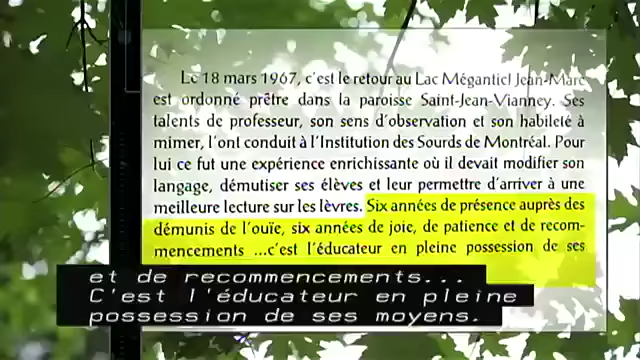 Le 18 mars 1967, c'est le retour au Lac Mégantic! Jean-Marc
est ordonné prêtre dans la paroisse Saint-Jean-Vianney. Ses
talents de professeur, son sens d'observation et son habileté à
mimer, l'ont conduit à l'Institution des Sourds de Montréal. Pour
lui ce fut une expérience enrichissante où il devait modifier son
langage, démutiser ses élèves et leur permettre d'arriver à une
meilleure lecture sur les lèvres. Six années de présence auprès des
démunis de l'ouïe, six années de joie, de patience et de recom-
mencements ...c'est l'éducateur en pleine possession de ses
et de recommencements...
C'est l'éducateur en pleine
possession de ses moyens.